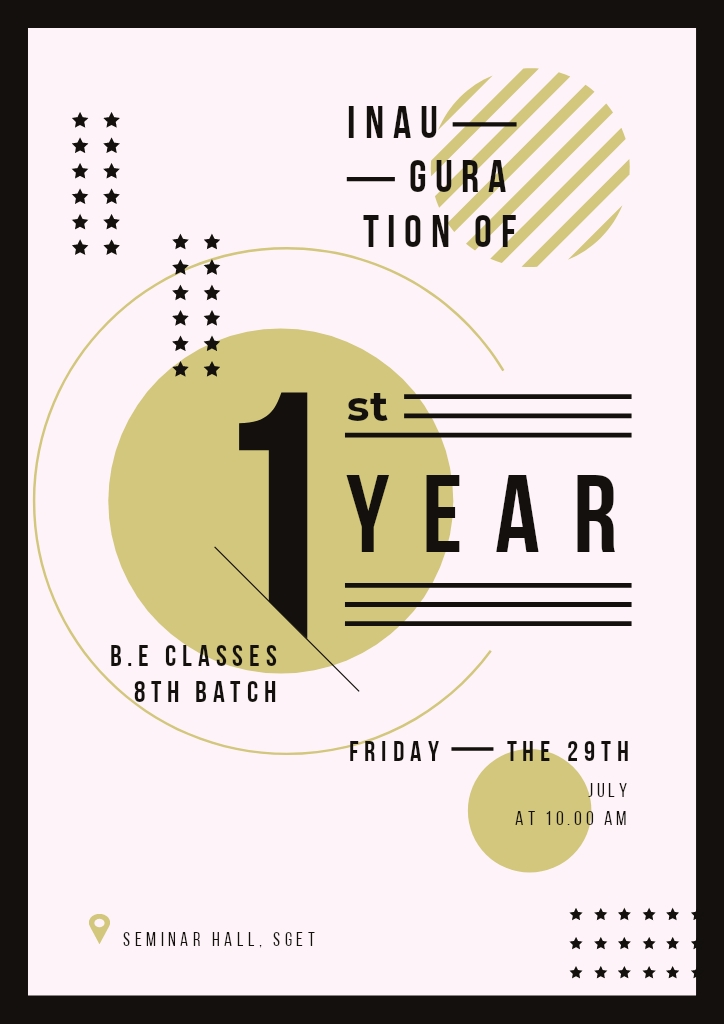 INAU
GURA
TION OF
1st
YEAR
B.E CLASSES
8TH BATCH
FRIDAY — THE 29TH
JULY
AT 10.00 AM
SEMINAR HALL, SGET